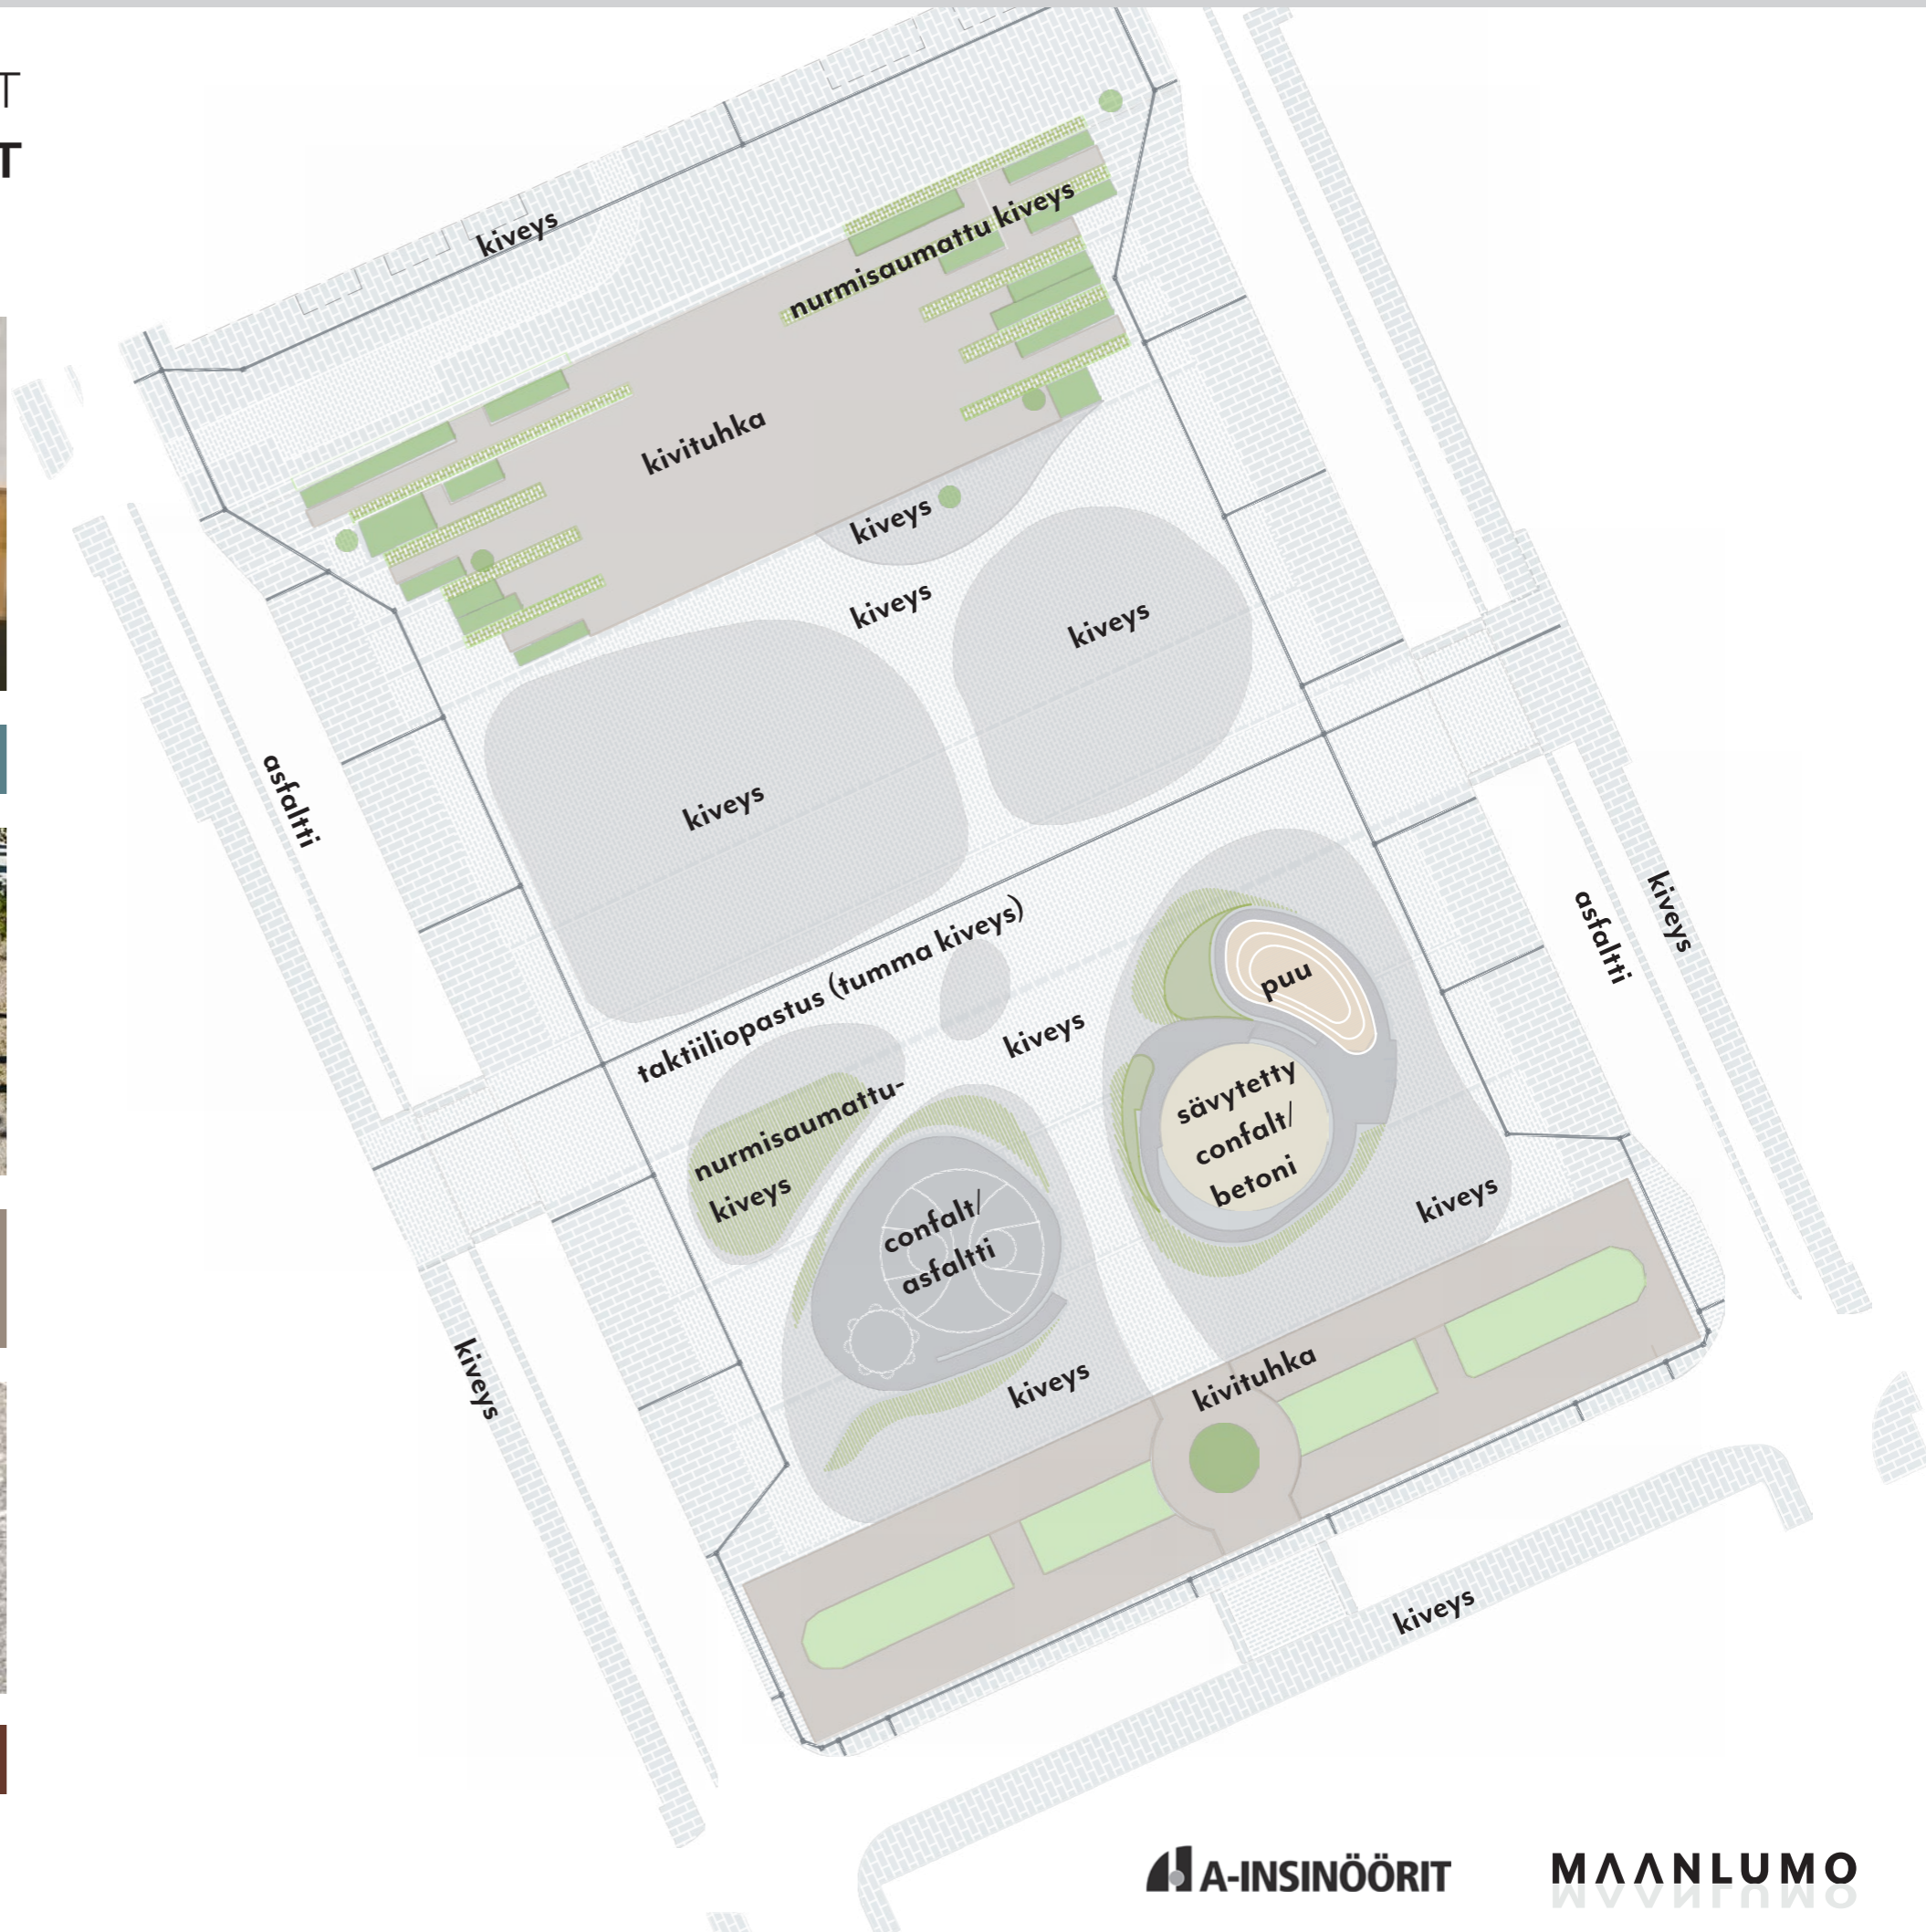 T
T
kiveys
nurmisaumattu kiveys
kivituhka
kiveys
kiveys
kiveys
asfaltti
kiveys
kiveys
asfaltti
taktiiliopastus (tumma kiveys)
puu
kiveys
sävytetty
confalt/
betoni
nurmisaumattu-
kiveys
kiveys
confalt/
asfaltti
kiveys
kiveys
kivituhka
kiveys
A-INSINÖÖRIT
MAANLUMO